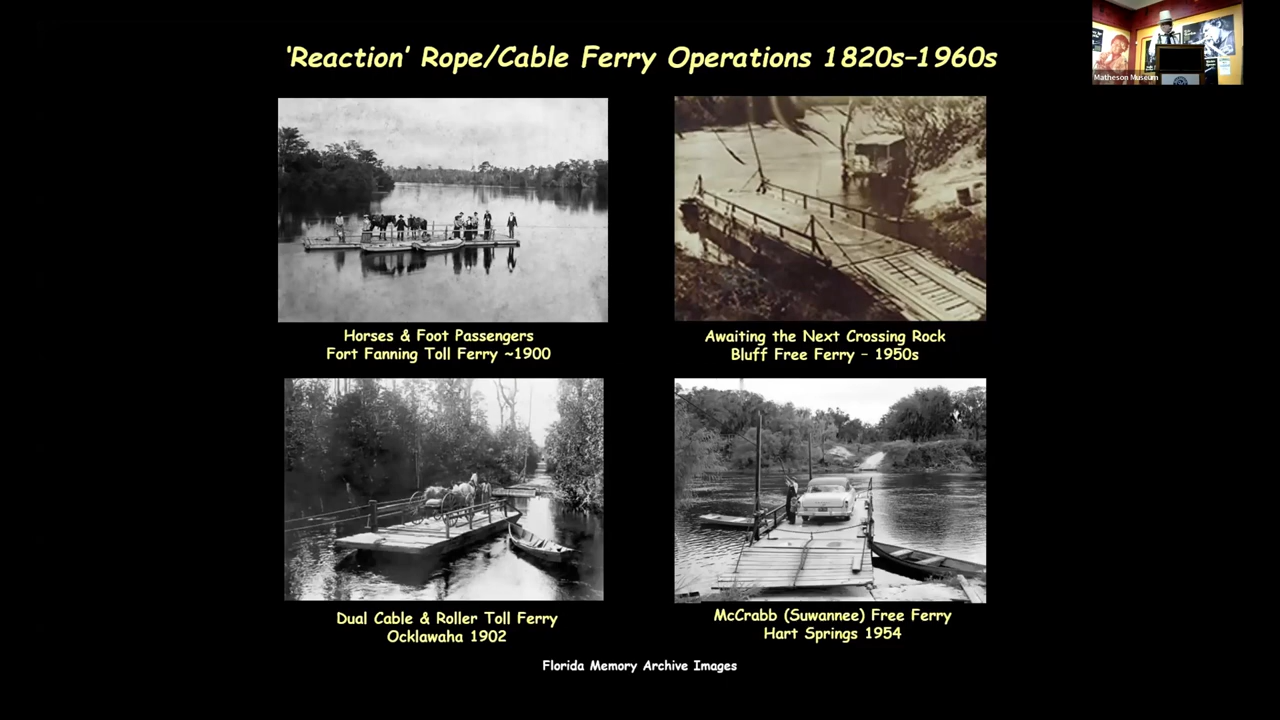 'Reaction' Rope/Cable Ferry Operations 1820s–1960s
Matheson Museum
Horses & Foot Passengers
Fort Fanning Toll Ferry ~1900
Awaiting the Next Crossing Rock
Bluff Free Ferry – 1950s
Dual Cable & Roller Toll Ferry
Ocklawaha 1902
McCrabb (Suwannee) Free Ferry
Hart Springs 1954
Florida Memory Archive Images